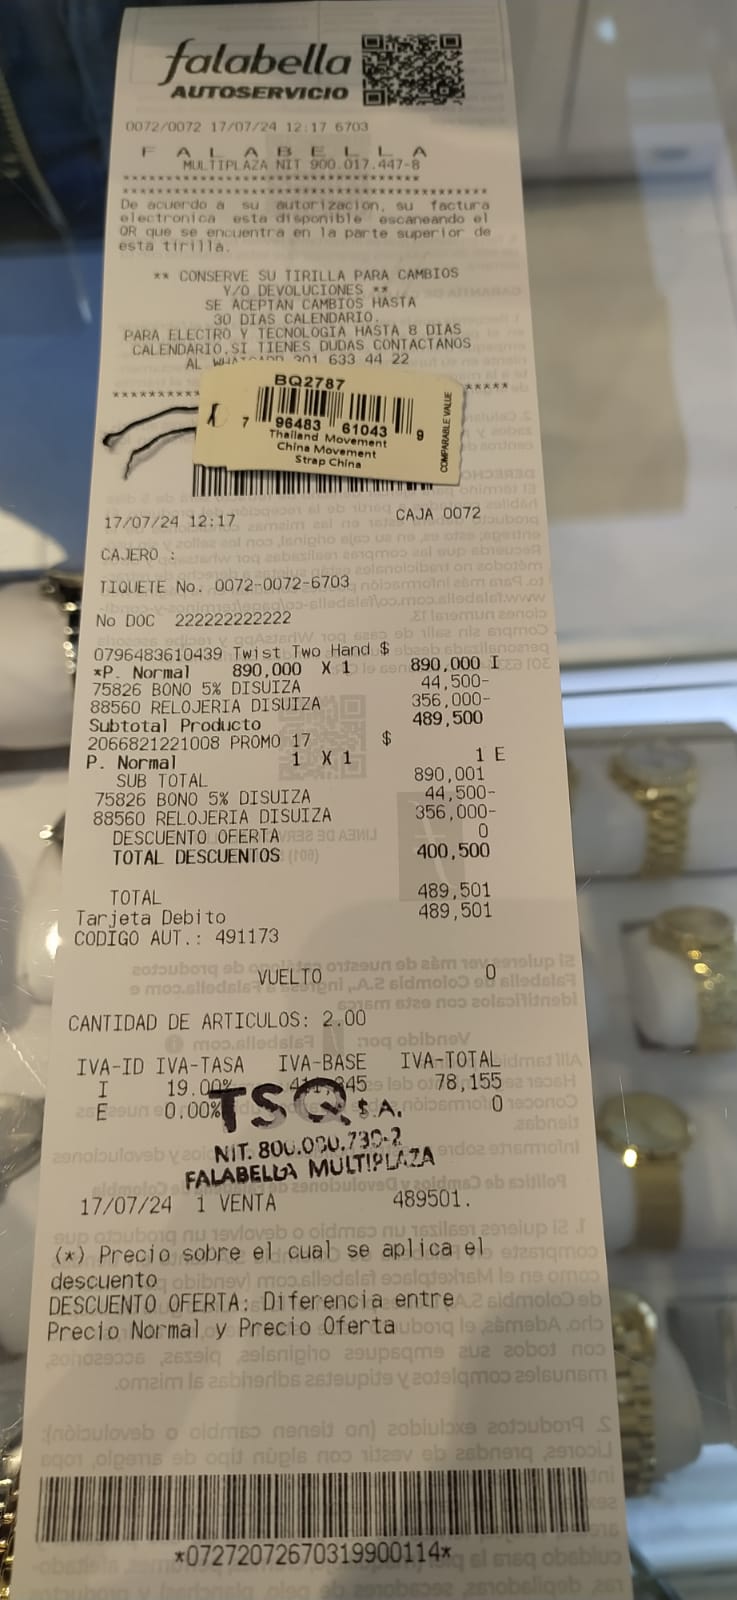 falabella
AUTOSERVICIO
0072/0072 17/07/24 12:17 6703
F A L A B E L L A
MULTIPLAZA NIT 900.017.447-8
De acuerdo a su autorización, su factura
electronica esta disponible escaneando el
QR que se encuentra en la parte superior de
esta tirilla.
** CONSERVE SU TIRILLA PARA CAMBIOS
Y/O DEVOLUCIONES **
SE ACEPTAN CAMBIOS HASTA
30 DIAS CALENDARIO.
PARA ELECTRO Y TECNOLOGIA HASTA 8 DIAS
CALENDARIO,SI TIENES DUDAS CONTACTANOS
AL WHATSAPP 301 633 44 22
BQ2787
7 96483 61043 9
Thailand Movement
China Movement
Strap China
COMPARABLE VALUE
17/07/24 12:17 CAJA 0072
CAJERO :
TIQUETE No. 0072-0072-6703
No DOC 222222222222
0796483610439 Twist Two Hand $
*P. Normal 890,000 X 1 890,000 I
75826 BONO 5% DISUIZA 44,500-
88560 RELOJERIA DISUIZA 356,000-
Subtotal Producto 489,500
2066821221008 PROMO 17 $
P. Normal 1 X 1 1 E
SUB TOTAL 890,001
75826 BONO 5% DISUIZA 44,500-
88560 RELOJERIA DISUIZA 356,000-
DESCUENTO OFERTA 0
TOTAL DESCUENTOS 400,500
TOTAL 489,501
Tarjeta Debito 489,501
CODIGO AUT.: 491173
VUELTO 0
CANTIDAD DE ARTICULOS: 2.00
IVA-ID IVA-TASA IVA-BASE IVA-TOTAL
I 19.00% 411,345 78,155
E 0.00% 0
TSQ S.A.
NIT. 800.000.730-2
FALABELLA MULTIPLAZA
17/07/24 1 VENTA 489501.
(*) Precio sobre el cual se aplica el
descuento
DESCUENTO OFERTA: Diferencia entre
Precio Normal y Precio Oferta
*07272072670319900114*